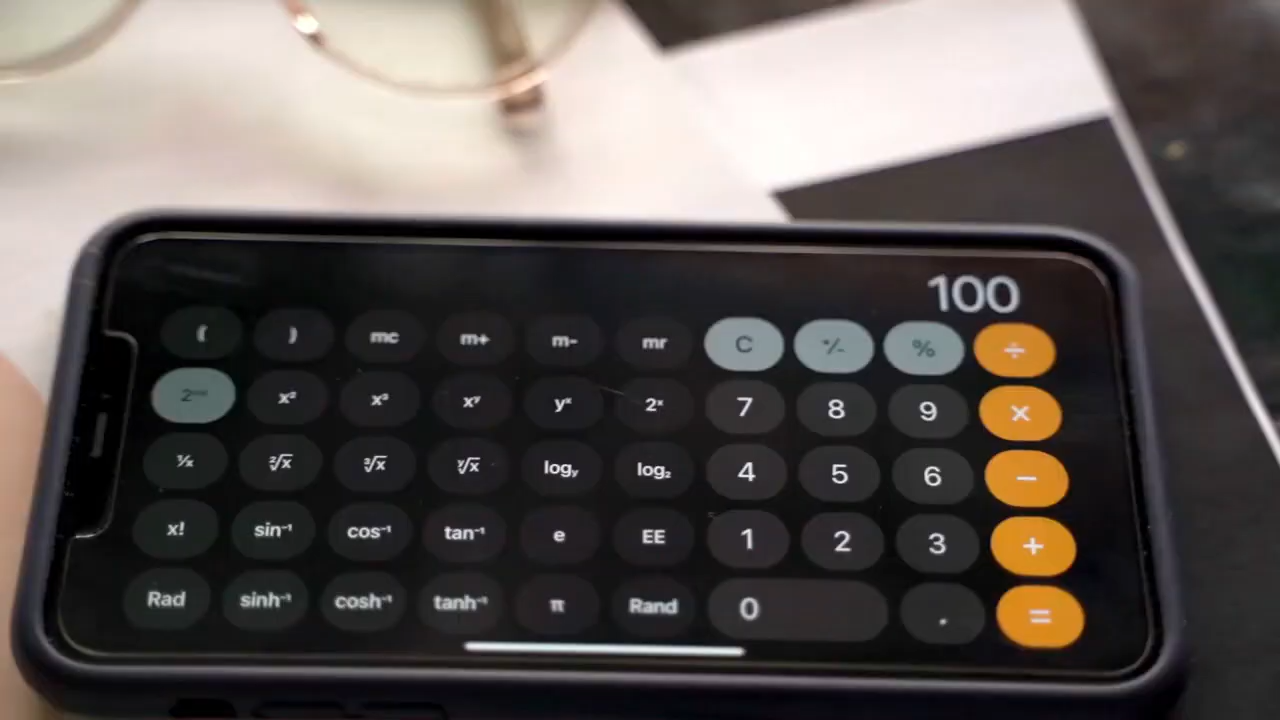 100
( ) mc m+ m- mr C +/- % ÷
2ⁿᵈ x² x³ xʸ yˣ 2ˣ 7 8 9 ×
¹/ₓ ²√x ³√x ʸ√x logᵧ log₂ 4 5 6 −
x! sin⁻¹ cos⁻¹ tan⁻¹ e EE 1 2 3 +
Rad sinh⁻¹ cosh⁻¹ tanh⁻¹ π Rand 0 . =